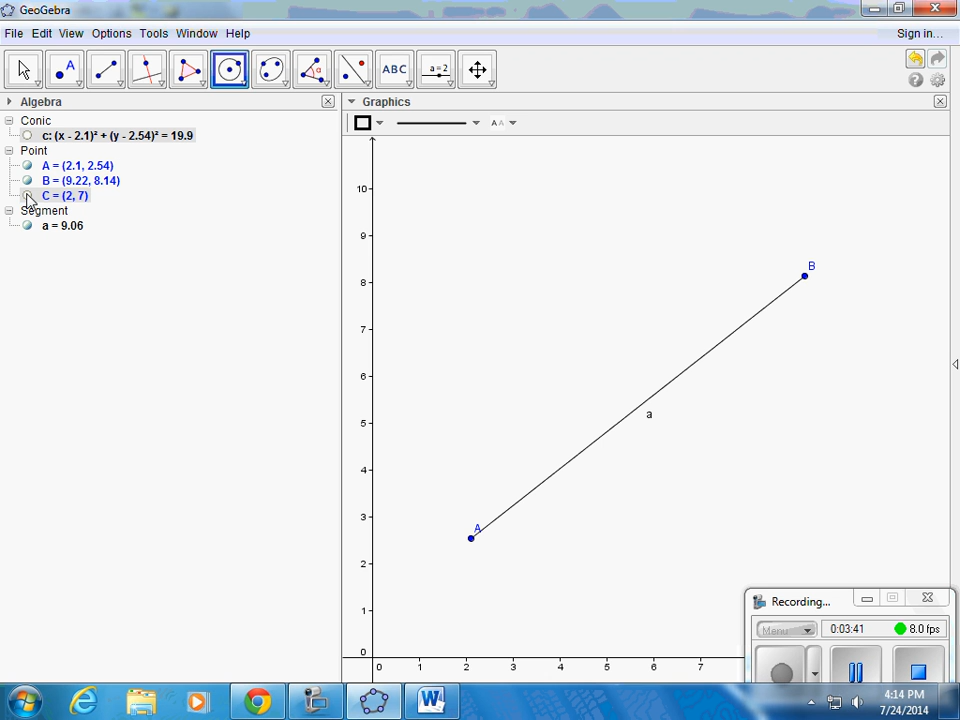 GeoGebra
File Edit View Options Tools Window Help Sign in...
A ABC a=2
Algebra Graphics
Conic
c: (x - 2.1)² + (y - 2.54)² = 19.9
Point
A = (2.1, 2.54)
B = (9.22, 8.14)
C = (2, 7)
Segment
a = 9.06
A A
10
9
B
8
7
6
a
5
4
3
A
2
1
0
0 1 2 3 4 5 6 7
Recording...
Menu 0:03:41 8.0 fps
W
4:14 PM
7/24/2014